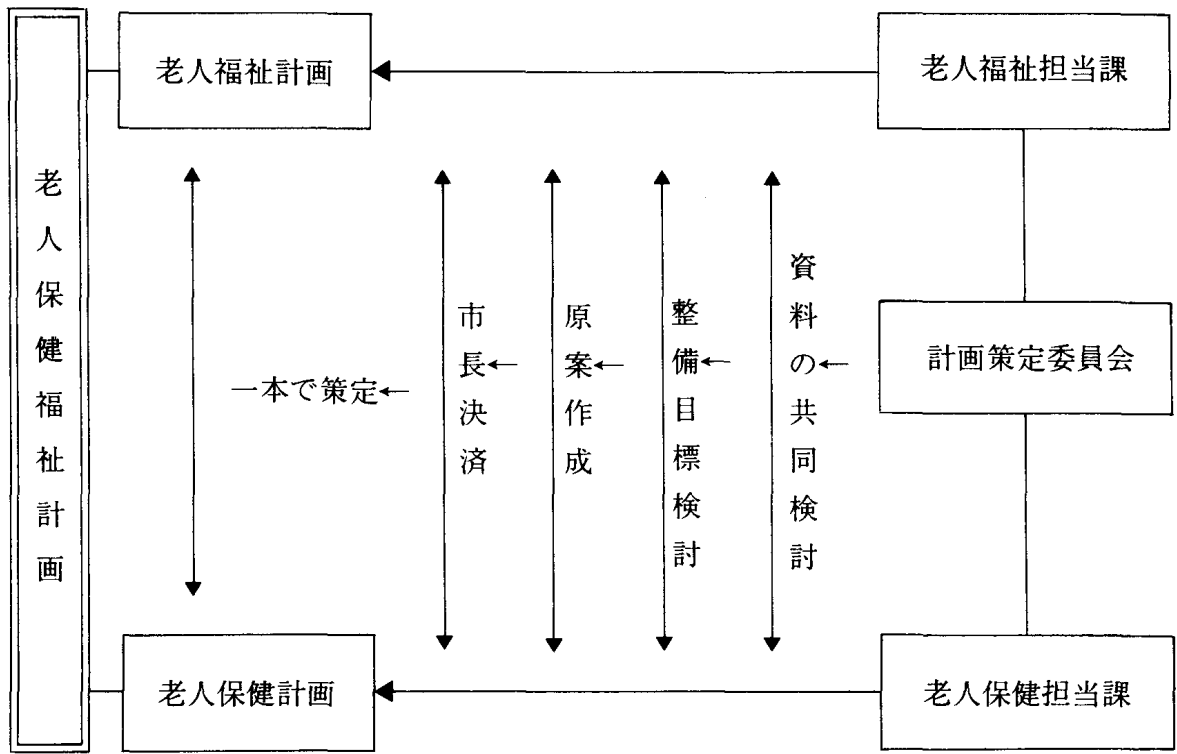 老人保健福祉計画
老人福祉計画
老人福祉担当課
一本で策定←
市長決済
←
原案作成
←
整備目標検討
←
資料の共同検討
←
計画策定委員会
老人保健計画
老人保健担当課